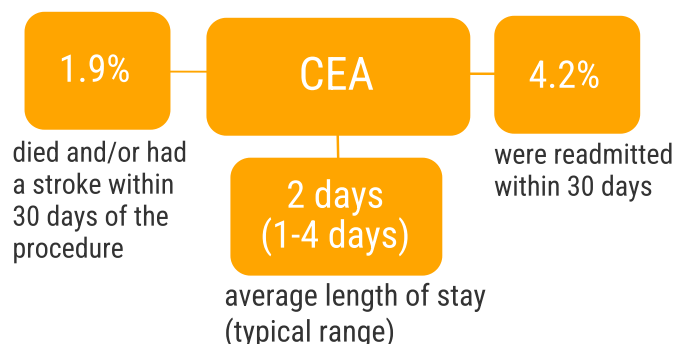 1.9%
died and/or had
a stroke within
30 days of the
procedure
CEA
2 days
(1-4 days)
average length of stay
(typical range)
4.2%
were readmitted
within 30 days